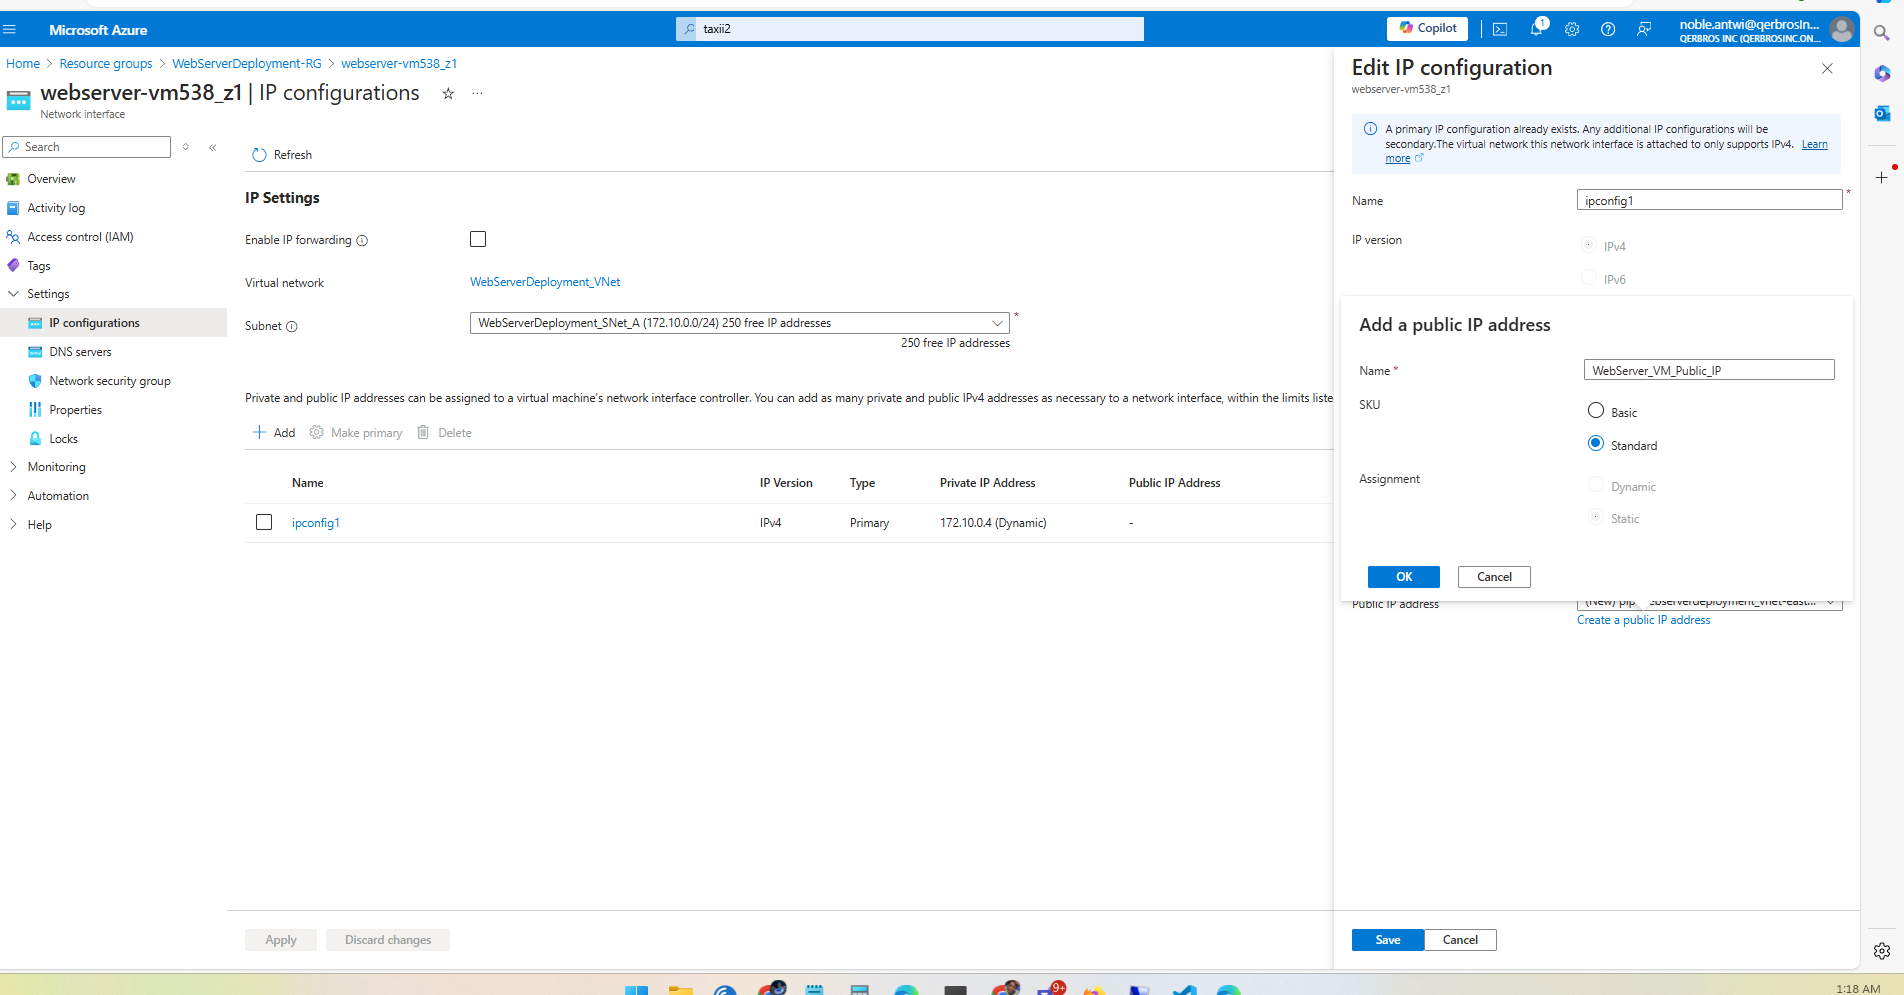 Microsoft Azure
taxii2
Copilot
1
noble.antwi@qerbrosin...
QERBROS INC (QERBROSINC.ON...
Home > Resource groups > WebServerDeployment-RG > webserver-vm538_z1
webserver-vm538_z1 | IP configurations
Network interface
Search
Overview
Activity log
Access control (IAM)
Tags
Settings
IP configurations
DNS servers
Network security group
Properties
Locks
Monitoring
Automation
Help
Refresh
IP Settings
Enable IP forwarding
Virtual network
WebServerDeployment_VNet
Subnet
WebServerDeployment_SNet_A (172.10.0.0/24) 250 free IP addresses
*
250 free IP addresses
Private and public IP addresses can be assigned to a virtual machine's network interface controller. You can add as many private and public IPv4 addresses as necessary to a network interface, within the limits liste
Add
Make primary
Delete
Name IP Version Type Private IP Address Public IP Address
ipconfig1 IPv4 Primary 172.10.0.4 (Dynamic) -
Apply
Discard changes
Edit IP configuration
webserver-vm538_z1
A primary IP configuration already exists. Any additional IP configurations will be
secondary.The virtual network this network interface is attached to only supports IPv4. Learn
more
Name
ipconfig1
*
IP version
IPv4
IPv6
Add a public IP address
Name *
WebServer_VM_Public_IP
SKU
Basic
Standard
Assignment
Dynamic
Static
OK
Cancel
Public IP address
(New) pip
ebserverdeployment_vnet-east...
Create a public IP address
Save
Cancel
9+
1:18 AM